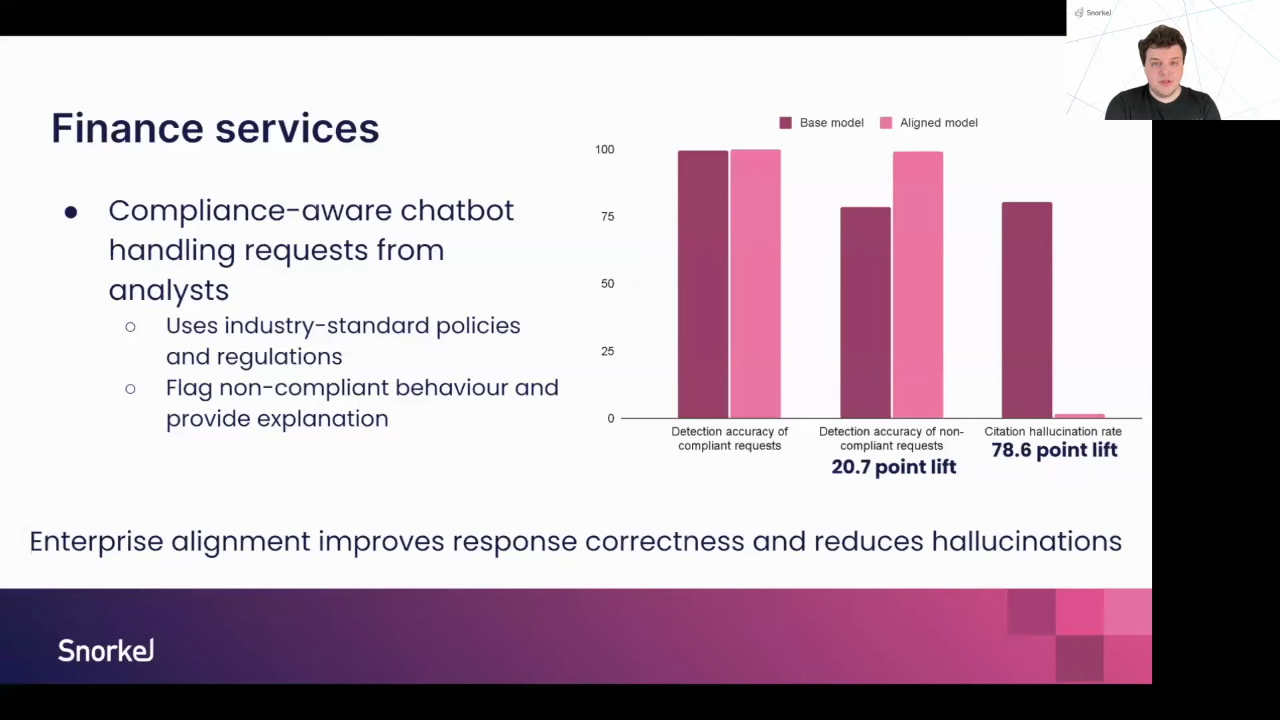 Snorkel
Finance services
● Compliance-aware chatbot
handling requests from
analysts
○ Uses industry-standard policies
and regulations
○ Flag non-compliant behaviour and
provide explanation
Base model
Aligned model
100
75
50
25
0
Detection accuracy of
compliant requests
Detection accuracy of non-
compliant requests
20.7 point lift
Citation hallucination rate
78.6 point lift
Enterprise alignment improves response correctness and reduces hallucinations
Snorkel